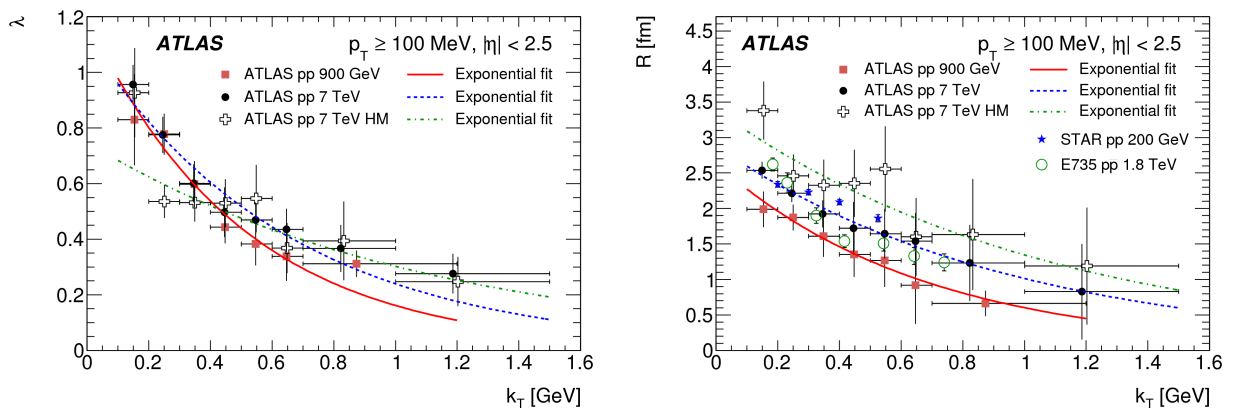 λ
1.2
1
0.8
0.6
0.4
0.2
0
ATLAS
p_T ≥ 100 MeV, |η| < 2.5
ATLAS pp 900 GeV
Exponential fit
ATLAS pp 7 TeV
Exponential fit
ATLAS pp 7 TeV HM
Exponential fit
0 0.2 0.4 0.6 0.8 1 1.2 1.4 1.6
k_T [GeV]
R [fm]
4.5
4
3.5
3
2.5
2
1.5
1
0.5
0
ATLAS
p_T ≥ 100 MeV, |η| < 2.5
ATLAS pp 900 GeV
Exponential fit
ATLAS pp 7 TeV
Exponential fit
ATLAS pp 7 TeV HM
Exponential fit
STAR pp 200 GeV
E735 pp 1.8 TeV
0 0.2 0.4 0.6 0.8 1 1.2 1.4 1.6
k_T [GeV]